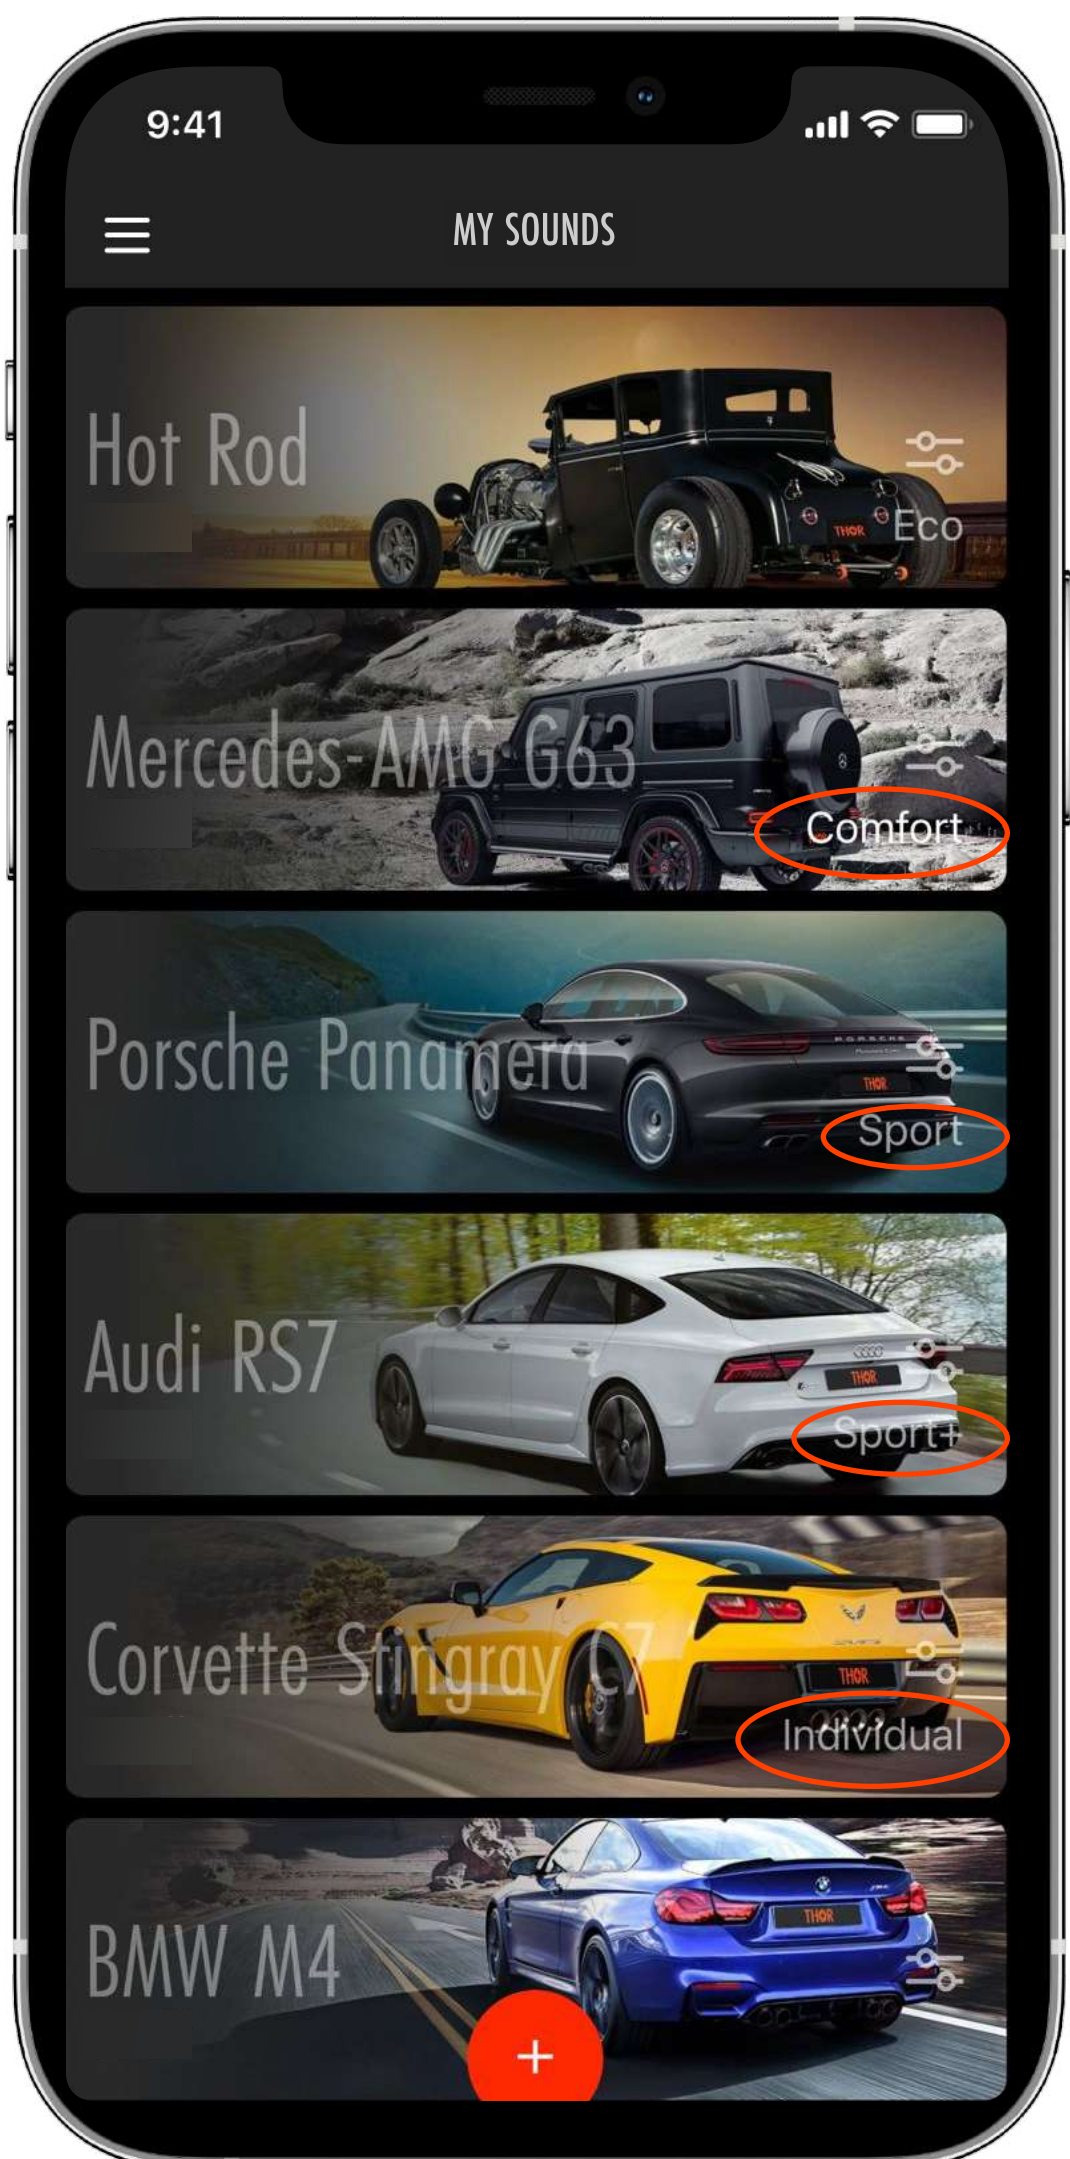 9:41
MY SOUNDS
Hot Rod
THOR
Eco
Mercedes-AMG G63
Comfort
Porsche Panamera
PORSCHE
THOR
Sport
Audi RS7
THOR
Sport+
Corvette Stingray C7
THOR
Individual
BMW M4
THOR
+